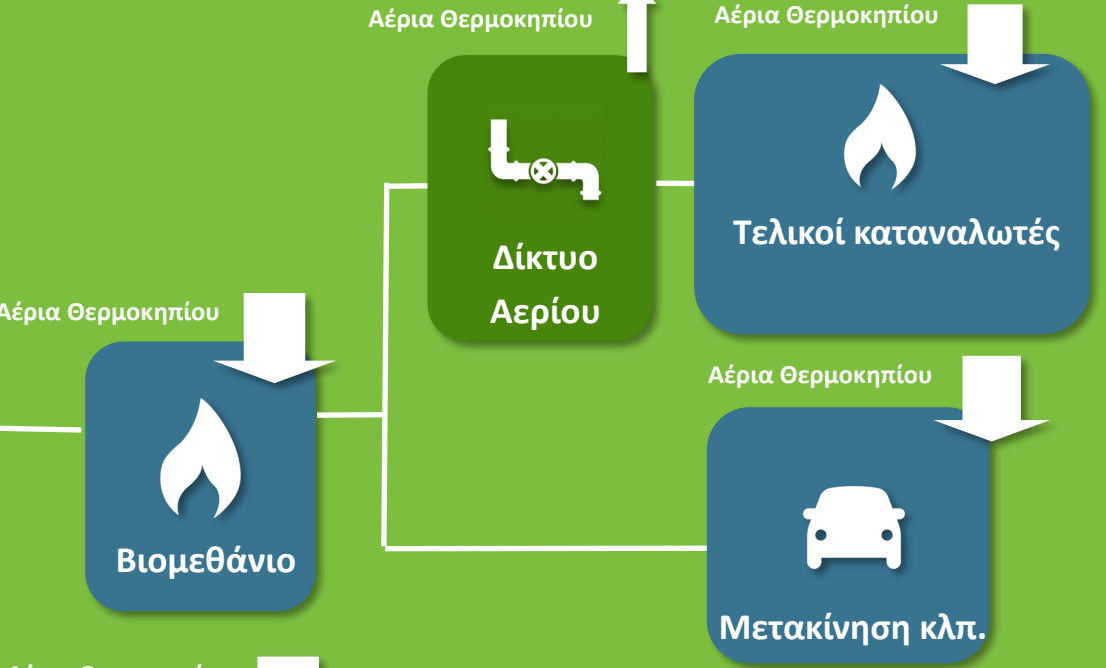 Αέρια Θερμοκηπίου
Αέρια Θερμοκηπίου
Δίκτυο
Αερίου
Τελικοί καταναλωτές
Αέρια Θερμοκηπίου
Βιομεθάνιο
Αέρια Θερμοκηπίου
Μετακίνηση κλπ.